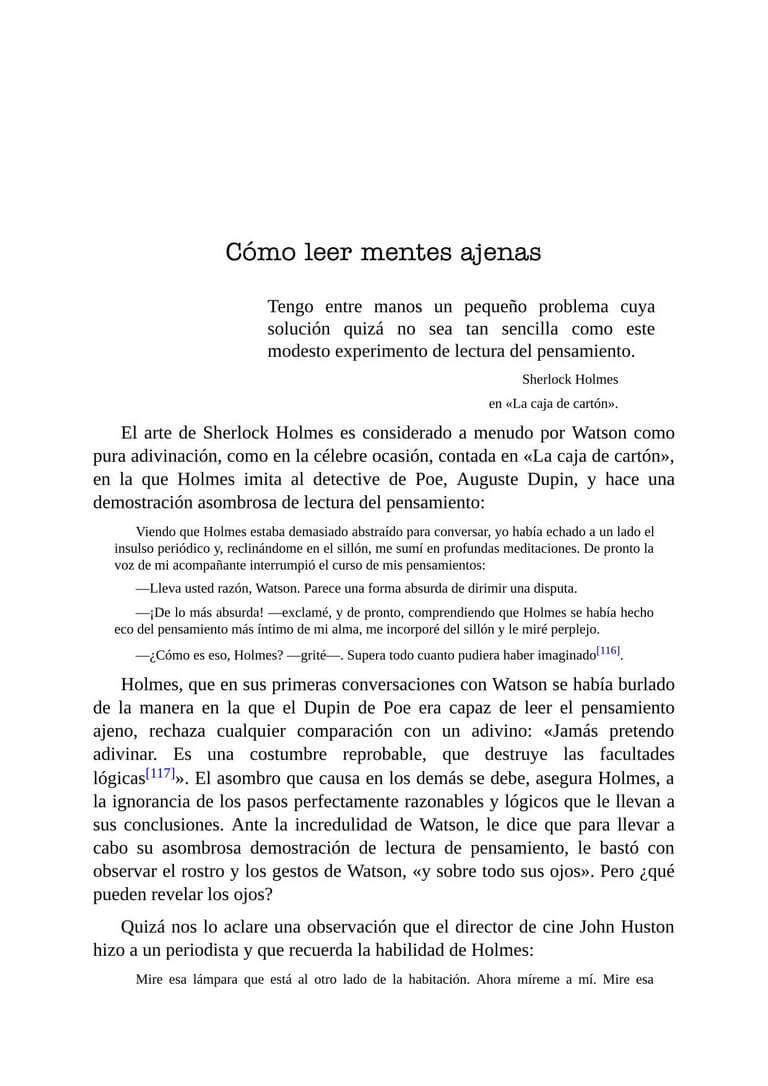 Cómo leer mentes ajenas
Tengo entre manos un pequeño problema cuya
solución quizá no sea tan sencilla como este
modesto experimento de lectura del pensamiento.
Sherlock Holmes
en «La caja de cartón».
El arte de Sherlock Holmes es considerado a menudo por Watson como
pura adivinación, como en la célebre ocasión, contada en «La caja de cartón»,
en la que Holmes imita al detective de Poe, Auguste Dupin, y hace una
demostración asombrosa de lectura del pensamiento:
Viendo que Holmes estaba demasiado abstraído para conversar, yo había echado a un lado el
insulso periódico y, reclinándome en el sillón, me sumí en profundas meditaciones. De pronto la
voz de mi acompañante interrumpió el curso de mis pensamientos:
—Lleva usted razón, Watson. Parece una forma absurda de dirimir una disputa.
—¡De lo más absurda! —exclamé, y de pronto, comprendiendo que Holmes se había hecho
eco del pensamiento más íntimo de mi alma, me incorporé del sillón y le miré perplejo.
—¿Cómo es eso, Holmes? —grité—. Supera todo cuanto pudiera haber imaginado[116].
Holmes, que en sus primeras conversaciones con Watson se había burlado
de la manera en la que el Dupin de Poe era capaz de leer el pensamiento
ajeno, rechaza cualquier comparación con un adivino: «Jamás pretendo
adivinar. Es una costumbre reprobable, que destruye las facultades
lógicas[117]». El asombro que causa en los demás se debe, asegura Holmes, a
la ignorancia de los pasos perfectamente razonables y lógicos que le llevan a
sus conclusiones. Ante la incredulidad de Watson, le dice que para llevar a
cabo su asombrosa demostración de lectura de pensamiento, le bastó con
observar el rostro y los gestos de Watson, «y sobre todo sus ojos». Pero ¿qué
pueden revelar los ojos?
Quizá nos lo aclare una observación que el director de cine John Huston
hizo a un periodista y que recuerda la habilidad de Holmes:
Mire esa lámpara que está al otro lado de la habitación. Ahora míreme a mí. Mire esa